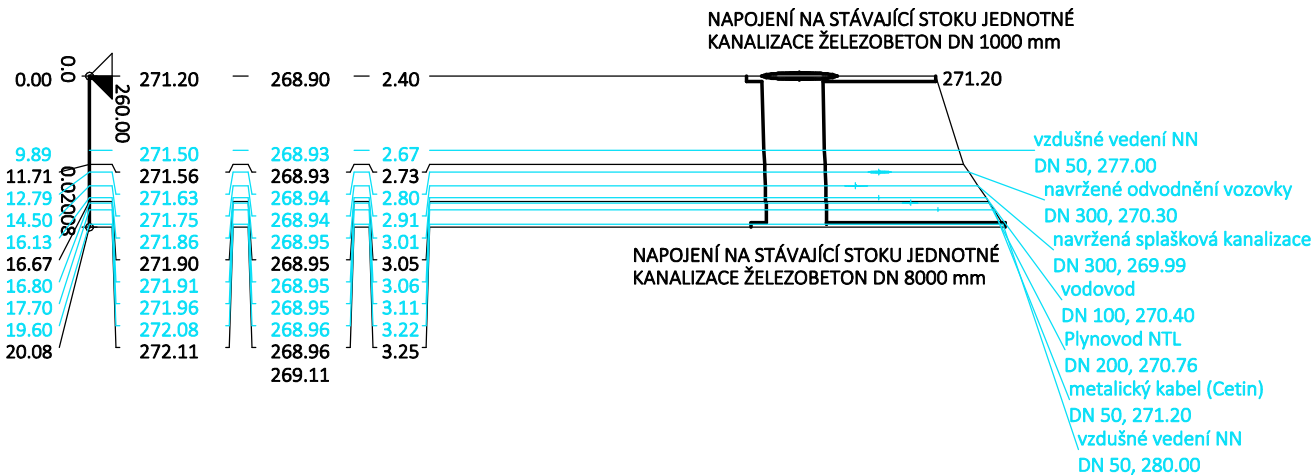 NAPOJENÍ NA STÁVAJÍCÍ STOKU JEDNOTNÉ
KANALIZACE ŽELEZOBETON DN 1000 mm
0.00 0.0 271.20 268.90 2.40 271.20
260.00
9.89 271.50 268.93 2.67
11.71 271.56 268.93 2.73
12.79 271.63 268.94 2.80
14.50 271.75 268.94 2.91
16.13 271.86 268.95 3.01
16.67 271.90 268.95 3.05
16.80 271.91 268.95 3.06
17.70 271.96 268.95 3.11
19.60 272.08 268.95 3.22
20.08 272.11 268.96 3.25
269.11
NAPOJENÍ NA STÁVAJÍCÍ STOKU JEDNOTNÉ
KANALIZACE ŽELEZOBETON DN 8000 mm
vzdušné vedení NN
DN 50, 277.00
navržené odvodnění vozovky
DN 300, 270.30
navržená splašková kanalizace
DN 300, 269.99
vodovod
DN 100, 270.40
Plynovod NTL
DN 200, 270.76
metalický kabel (Cetin)
DN 50, 271.20
vzdušné vedení NN
DN 50, 280.00